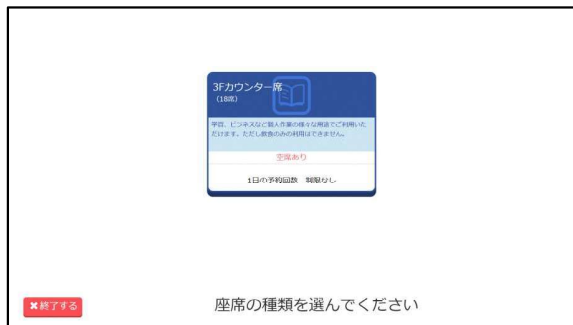 3Fカウンター席
(18席)
学習、ビジネスなど個人作業の様々な用途でご利用いた
だけます。ただし飲食のみの利用はできません。
空席あり
1日の予約回数 制限なし
✖終了する
座席の種類を選んでください